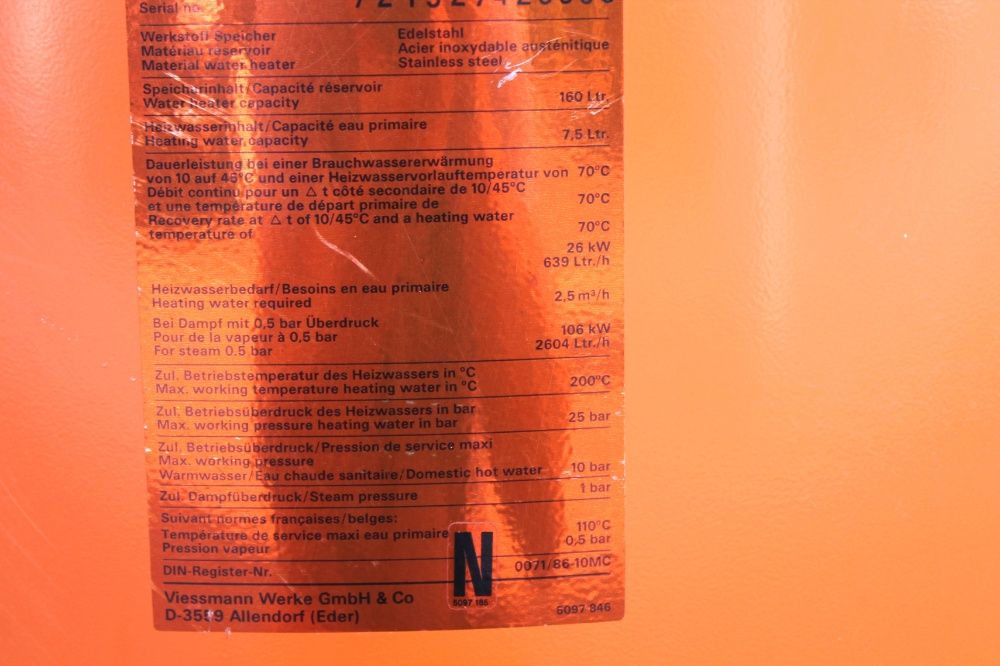 Serial no.
Werkstoff Speicher Edelstahl
Matériau réservoir Acier inoxydable austénitique
Material water heater Stainless steel
Speicherinhalt/Capacité réservoir
Water heater capacity 160 Ltr.
Heizwasserinhalt/Capacité eau primaire
Heating water capacity 7,5 Ltr.
Dauerleistung bei einer Brauchwassererwärmung
von 10 auf 45°C und einer Heizwasservorlauftemperatur von 70°C
Débit continu pour un △ t côté secondaire de 10/45°C
et une température de départ primaire de 70°C
Recovery rate at △ t of 10/45°C and a heating water
temperature of 70°C
26 kW
639 Ltr./h
Heizwasserbedarf/Besoins en eau primaire
Heating water required 2,5 m³/h
Bei Dampf mit 0,5 bar Überdruck
Pour de la vapeur à 0,5 bar 106 kW
For steam 0.5 bar 2604 Ltr./h
Zul. Betriebstemperatur des Heizwassers in °C
Max. working temperature heating water in °C 200°C
Zul. Betriebsüberdruck des Heizwassers in bar
Max. working pressure heating water in bar 25 bar
Zul. Betriebsüberdruck/Pression de service maxi
Max. working pressure
Warmwasser/Eau chaude sanitaire/Domestic hot water 10 bar
Zul. Dampfüberdruck/Steam pressure 1 bar
Suivant normes françaises/belges:
Température de service maxi eau primaire 110°C
Pression vapeur 0,5 bar
DIN-Register-Nr. 0071/86-10MC
N
5097 185
Viessmann Werke GmbH & Co
D-3559 Allendorf (Eder) 5097 846